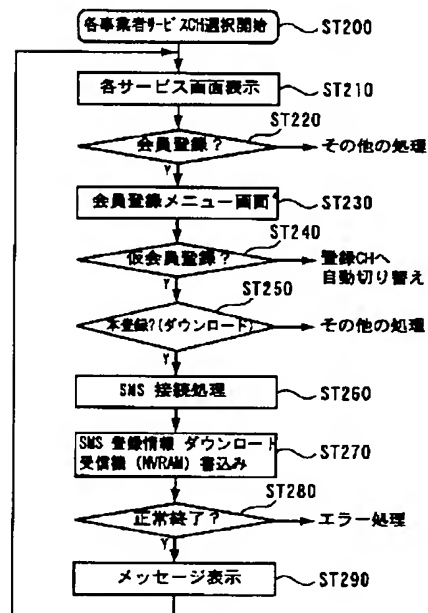 各事業者サービスCH選択開始
ST200
各サービス画面表示
ST210
ST220
会員登録?
その他の処理
Y
会員登録メニュー画面
ST230
ST240
仮会員登録?
登録CHへ
自動切り替え
Y
ST250
本登録?(ダウンロード)
その他の処理
Y
SMS 接続処理
ST260
SMS 登録情報 ダウンロード
受信機 (NVRAM) 書込み
ST270
ST280
正常終了?
エラー処理
Y
メッセージ表示
ST290